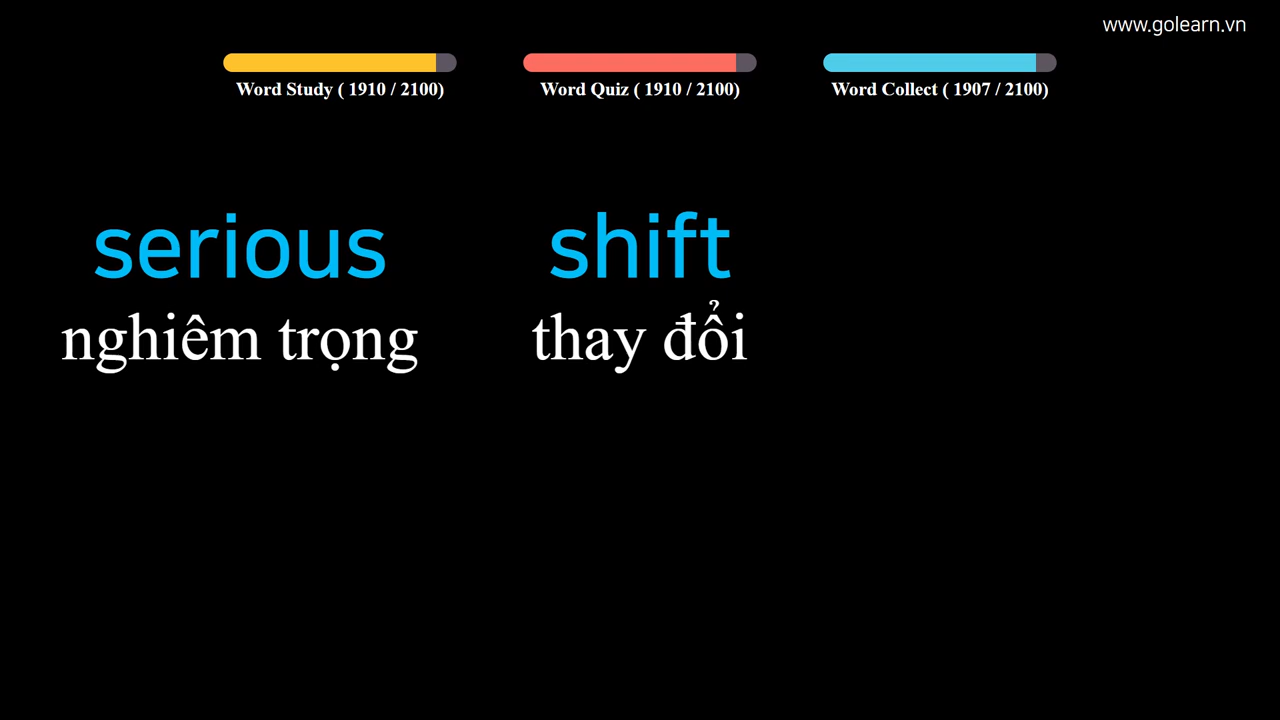 www.golearn.vn
Word Study ( 1910 / 2100)
Word Quiz ( 1910 / 2100)
Word Collect ( 1907 / 2100)
serious
nghiêm trọng
shift
thay đổi